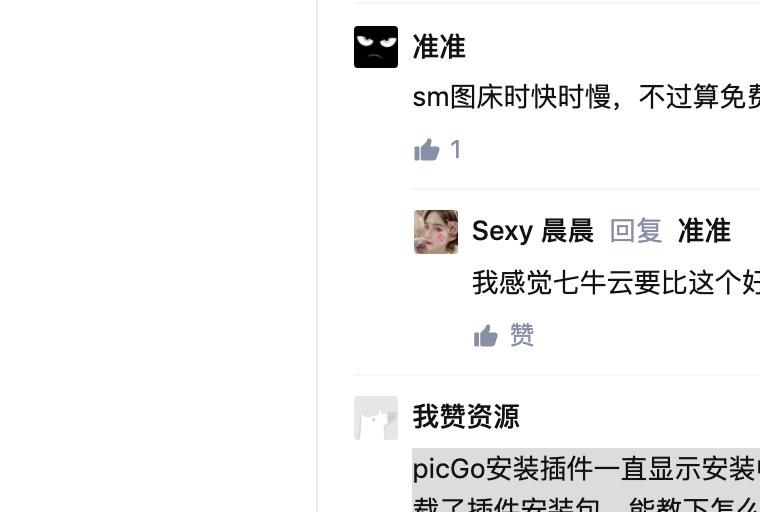 准准
sm图床时快时慢，不过算免费
1
Sexy 晨晨 回复 准准
我感觉七牛云要比这个好
赞
我赞资源
picGo安装插件一直显示安装
载了插件安装包，能教下怎么